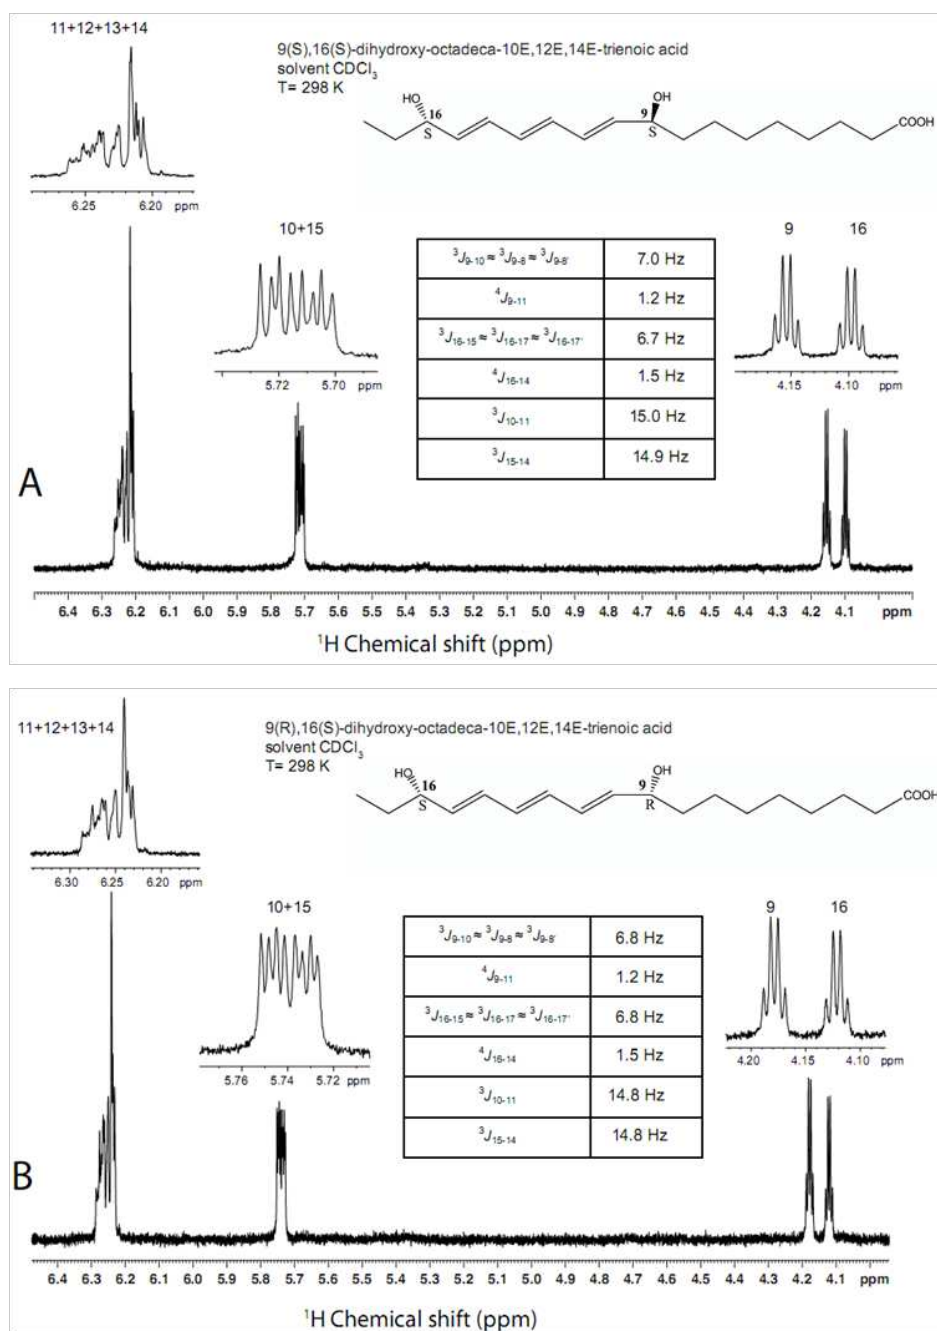 11+12+13+14
9(S),16(S)-dihydroxy-octadeca-10E,12E,14E-trienoic acid
solvent CDCl₃
T= 298 K
HO
16
S
OH
9
S
COOH
6.25 6.20 ppm
10+15
5.72 5.70 ppm
³J₉₋₁₀ ≈ ³J₉₋₈ ≈ ³J₉₋₈' 7.0 Hz
⁴J₉₋₁₁ 1.2 Hz
³J₁₆₋₁₅ ≈ ³J₁₆₋₁₇ ≈ ³J₁₆₋₁₇' 6.7 Hz
⁴J₁₆₋₁₄ 1.5 Hz
³J₁₀₋₁₁ 15.0 Hz
³J₁₅₋₁₄ 14.9 Hz
9 16
4.15 4.10 ppm
A
6.4 6.3 6.2 6.1 6.0 5.9 5.8 5.7 5.6 5.5 5.4 5.3 5.2 5.1 5.0 4.9 4.8 4.7 4.6 4.5 4.4 4.3 4.2 4.1 ppm
¹H Chemical shift (ppm)
11+12+13+14
9(R),16(S)-dihydroxy-octadeca-10E,12E,14E-trienoic acid
solvent CDCl₃
T= 298 K
HO
16
S
OH
9
R
COOH
6.30 6.25 6.20 ppm
10+15
5.76 5.74 5.72 ppm
³J₉₋₁₀ ≈ ³J₉₋₈ ≈ ³J₉₋₈' 6.8 Hz
⁴J₉₋₁₁ 1.2 Hz
³J₁₆₋₁₅ ≈ ³J₁₆₋₁₇ ≈ ³J₁₆₋₁₇' 6.8 Hz
⁴J₁₆₋₁₄ 1.5 Hz
³J₁₀₋₁₁ 14.8 Hz
³J₁₅₋₁₄ 14.8 Hz
9 16
4.20 4.15 4.10 ppm
B
6.4 6.3 6.2 6.1 6.0 5.9 5.8 5.7 5.6 5.5 5.4 5.3 5.2 5.1 5.0 4.9 4.8 4.7 4.6 4.5 4.4 4.3 4.2 4.1 ppm
¹H Chemical shift (ppm)